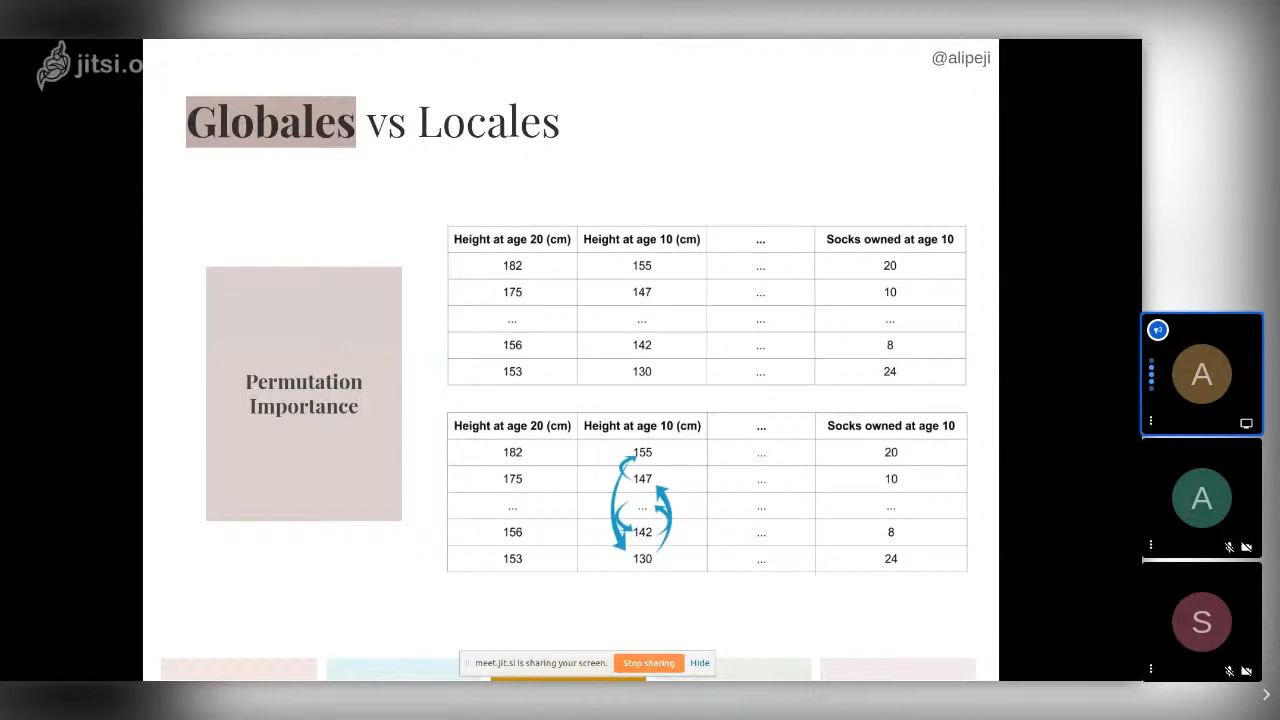 jitsi.o
@alipeji
Globales vs Locales
Permutation
Importance
Height at age 20 (cm) Height at age 10 (cm) ... Socks owned at age 10
182 155 ... 20
175 147 ... 10
... ... ... ...
156 142 ... 8
153 130 ... 24
Height at age 20 (cm) Height at age 10 (cm) ... Socks owned at age 10
182 155 ... 20
175 147 ... 10
... ... ... ...
156 142 ... 8
153 130 ... 24
meet.jit.si is sharing your screen. Stop sharing Hide
A
A
S